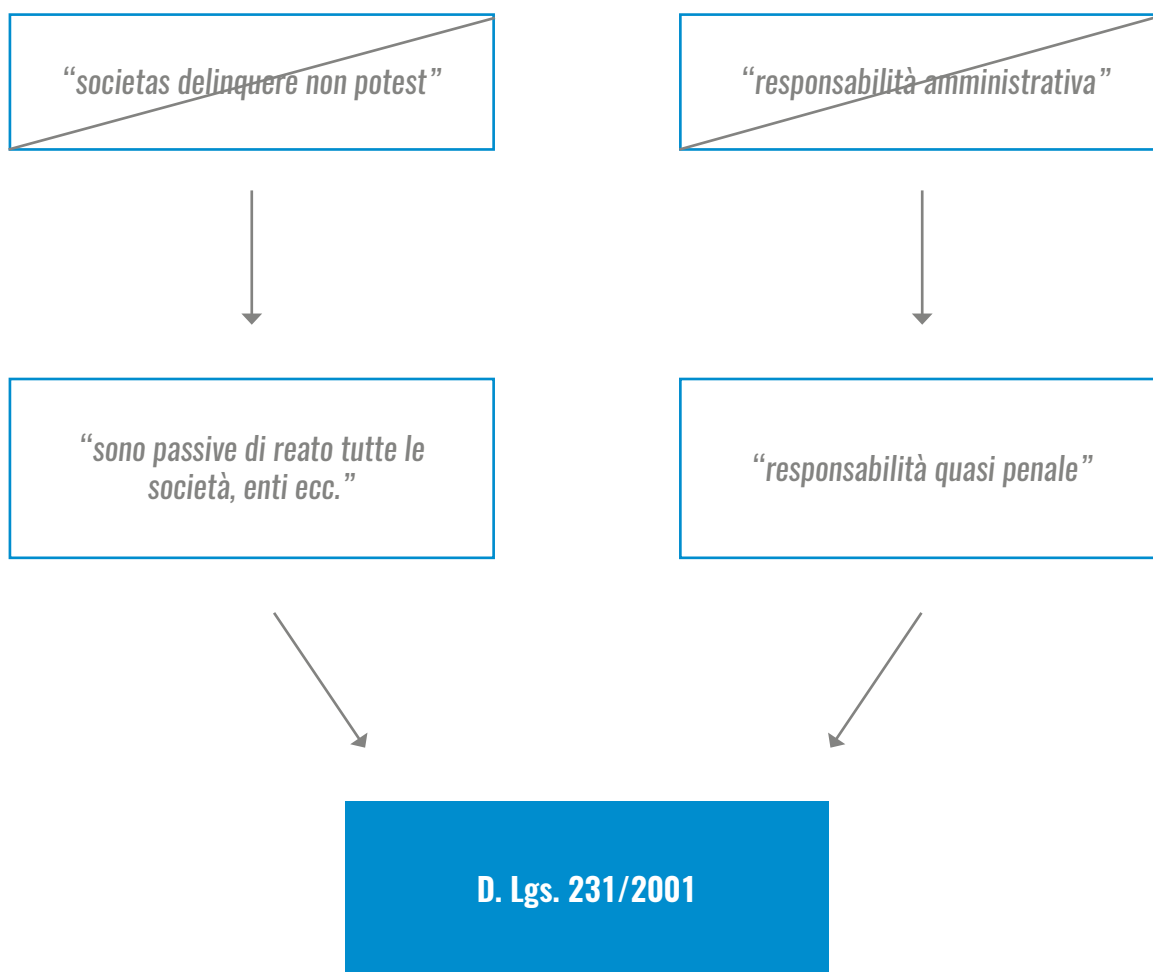 “societas delinquere non potest”
“responsabilità amministrativa”
“sono passive di reato tutte le
società, enti ecc.”
“responsabilità quasi penale”
D. Lgs. 231/2001